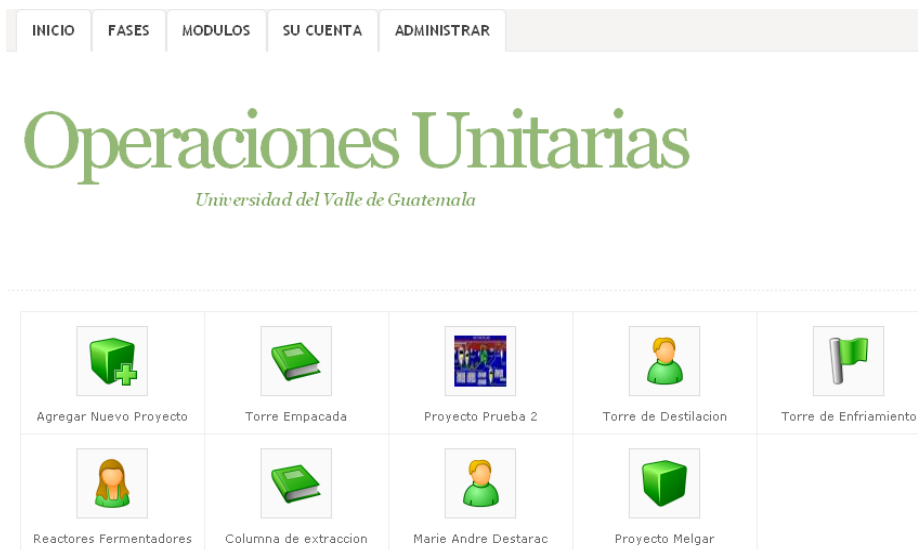 INICIO FASES MODULOS SU CUENTA ADMINISTRAR
Operaciones Unitarias
Universidad del Valle de Guatemala
Agregar Nuevo Proyecto Torre Empacada Proyecto Prueba 2 Torre de Destilacion Torre de Enfriamiento
Reactores Fermentadores Columna de extraccion Marie Andre Destarac Proyecto Melgar